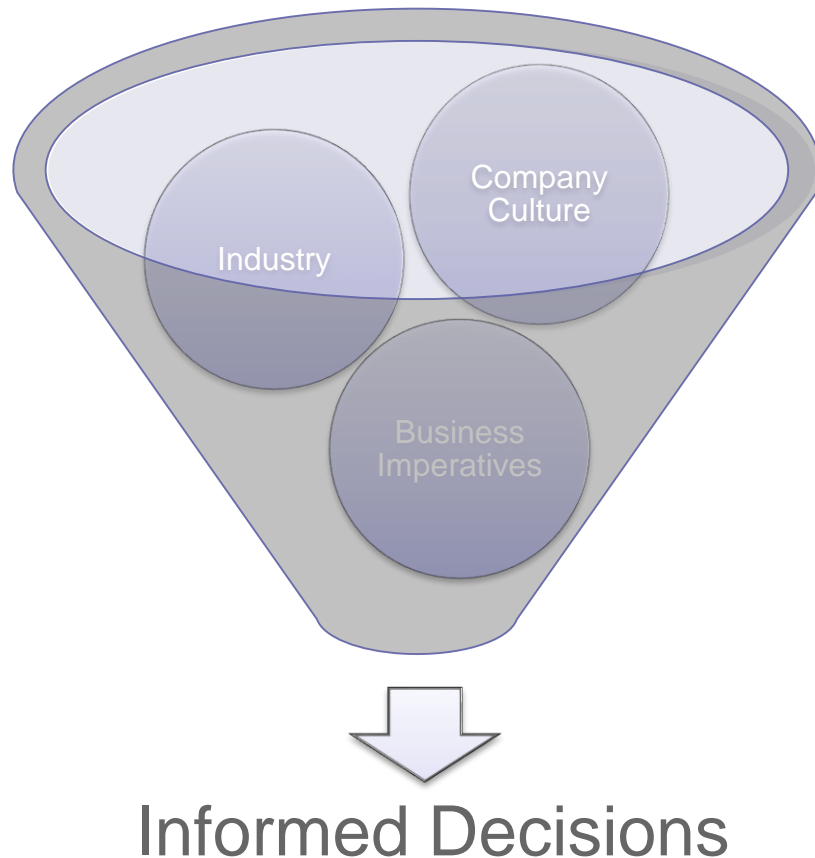 Company
Culture
Industry
Business
Imperatives
Informed Decisions